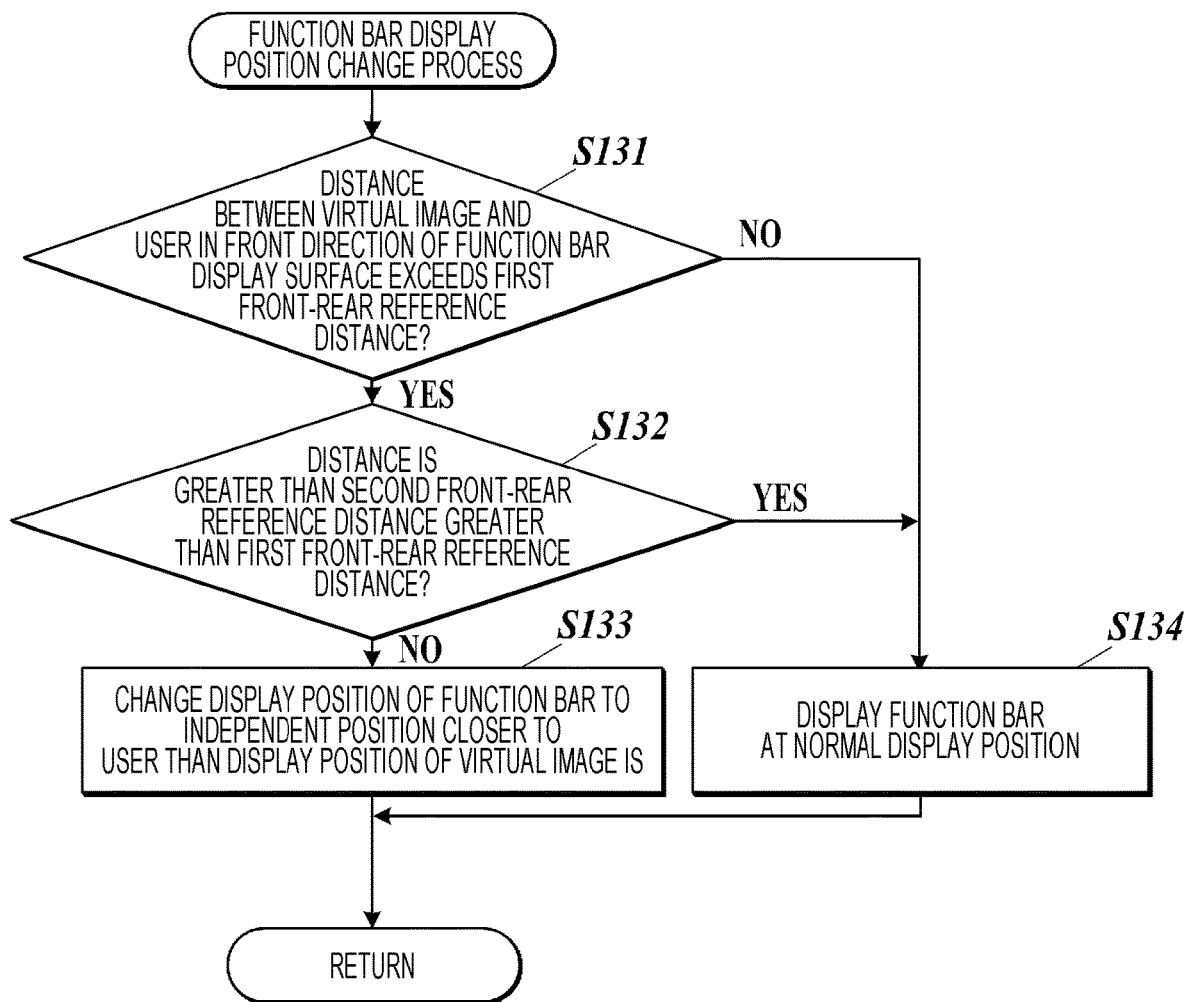 FUNCTION BAR DISPLAY
POSITION CHANGE PROCESS
S131
DISTANCE
BETWEEN VIRTUAL IMAGE AND
USER IN FRONT DIRECTION OF FUNCTION BAR
DISPLAY SURFACE EXCEEDS FIRST
FRONT-REAR REFERENCE
DISTANCE?
NO
YES
S132
DISTANCE IS
GREATER THAN SECOND FRONT-REAR
REFERENCE DISTANCE GREATER
THAN FIRST FRONT-REAR REFERENCE
DISTANCE?
YES
NO
S133
CHANGE DISPLAY POSITION OF FUNCTION BAR TO
INDEPENDENT POSITION CLOSER TO
USER THAN DISPLAY POSITION OF VIRTUAL IMAGE IS
S134
DISPLAY FUNCTION BAR
AT NORMAL DISPLAY POSITION
RETURN